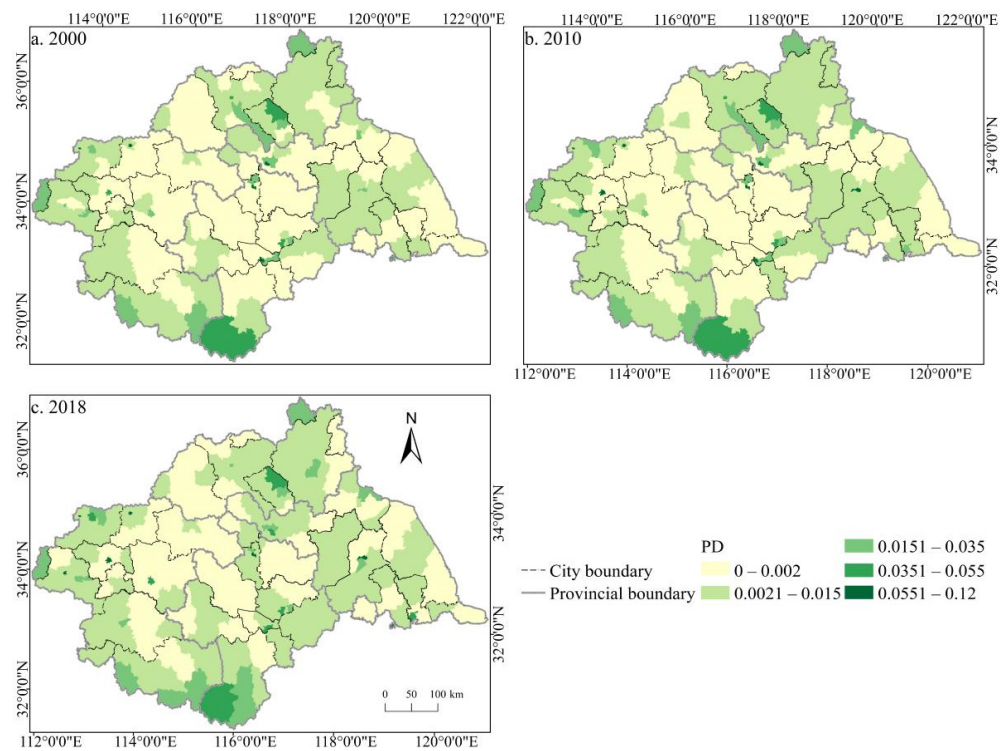 114°0'0"E 116°0'0"E 118°0'0"E 120°0'0"E 122°0'0"E
a. 2000
36°0'0"N
34°0'0"N
32°0'0"N
114°0'0"E 116°0'0"E 118°0'0"E 120°0'0"E 122°0'0"E
b. 2010
34°0'0"N
32°0'0"N
112°0'0"E 114°0'0"E 116°0'0"E 118°0'0"E 120°0'0"E
c. 2018
N
36°0'0"N
34°0'0"N
32°0'0"N
34°0'0"N
32°0'0"N
0 50 100 km
112°0'0"E 114°0'0"E 116°0'0"E 118°0'0"E 120°0'0"E
City boundary
Provincial boundary
PD
0 – 0.002
0.0021 – 0.015
0.0151 – 0.035
0.0351 – 0.055
0.0551 – 0.12